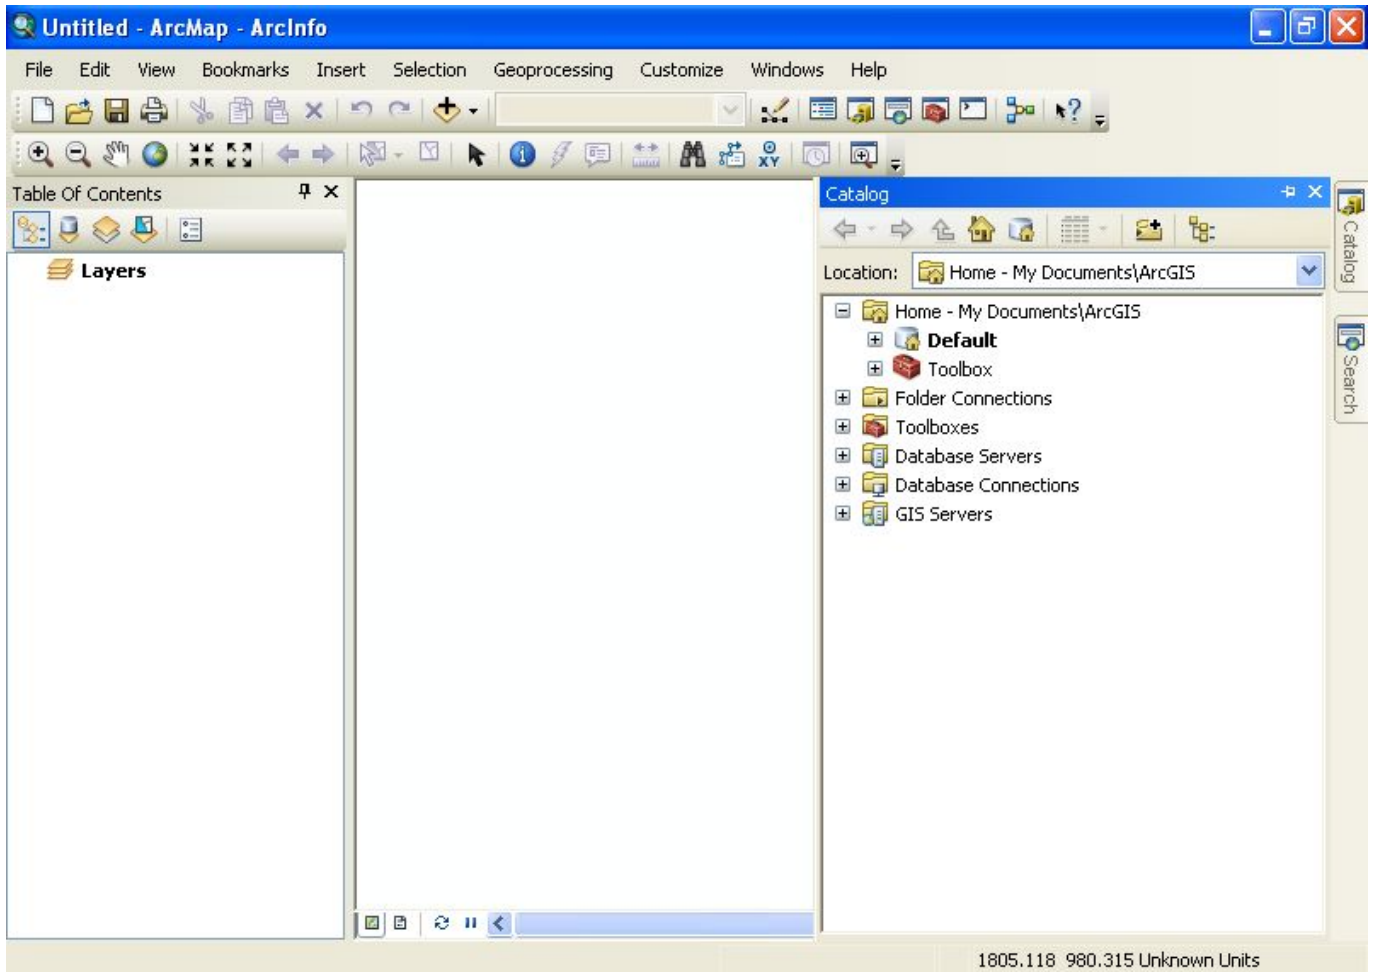 Untitled - ArcMap - ArcInfo
File Edit View Bookmarks Insert Selection Geoprocessing Customize Windows Help
XY
Table Of Contents
Layers
Catalog
Location: Home - My Documents\ArcGIS
Home - My Documents\ArcGIS
Default
Toolbox
Folder Connections
Toolboxes
Database Servers
Database Connections
GIS Servers
Catalog
Search
1805.118 980.315 Unknown Units